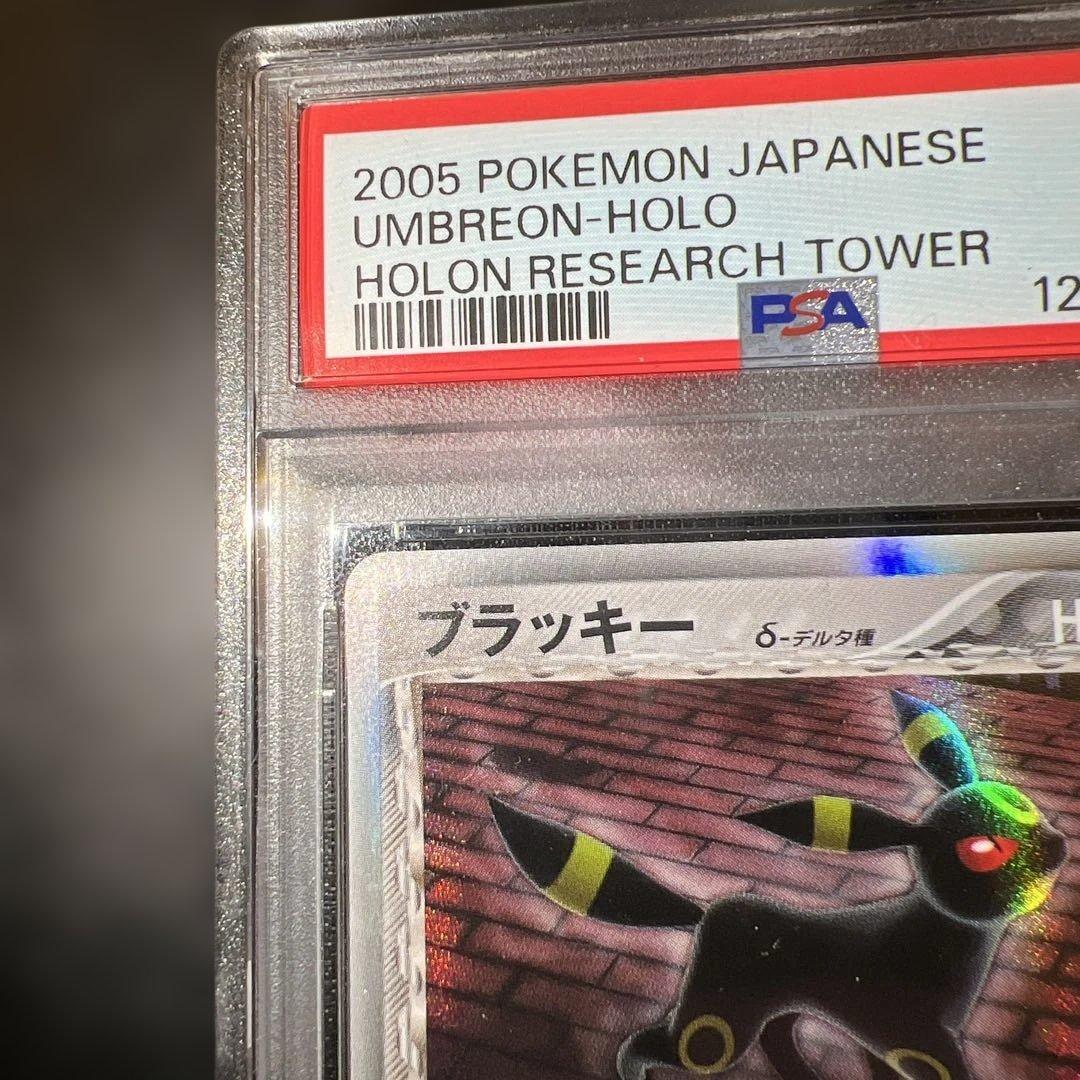 2005 POKEMON JAPANESE
UMBREON-HOLO
HOLON RESEARCH TOWER
12
PSA
ブラッキー δ-デルタ種 H